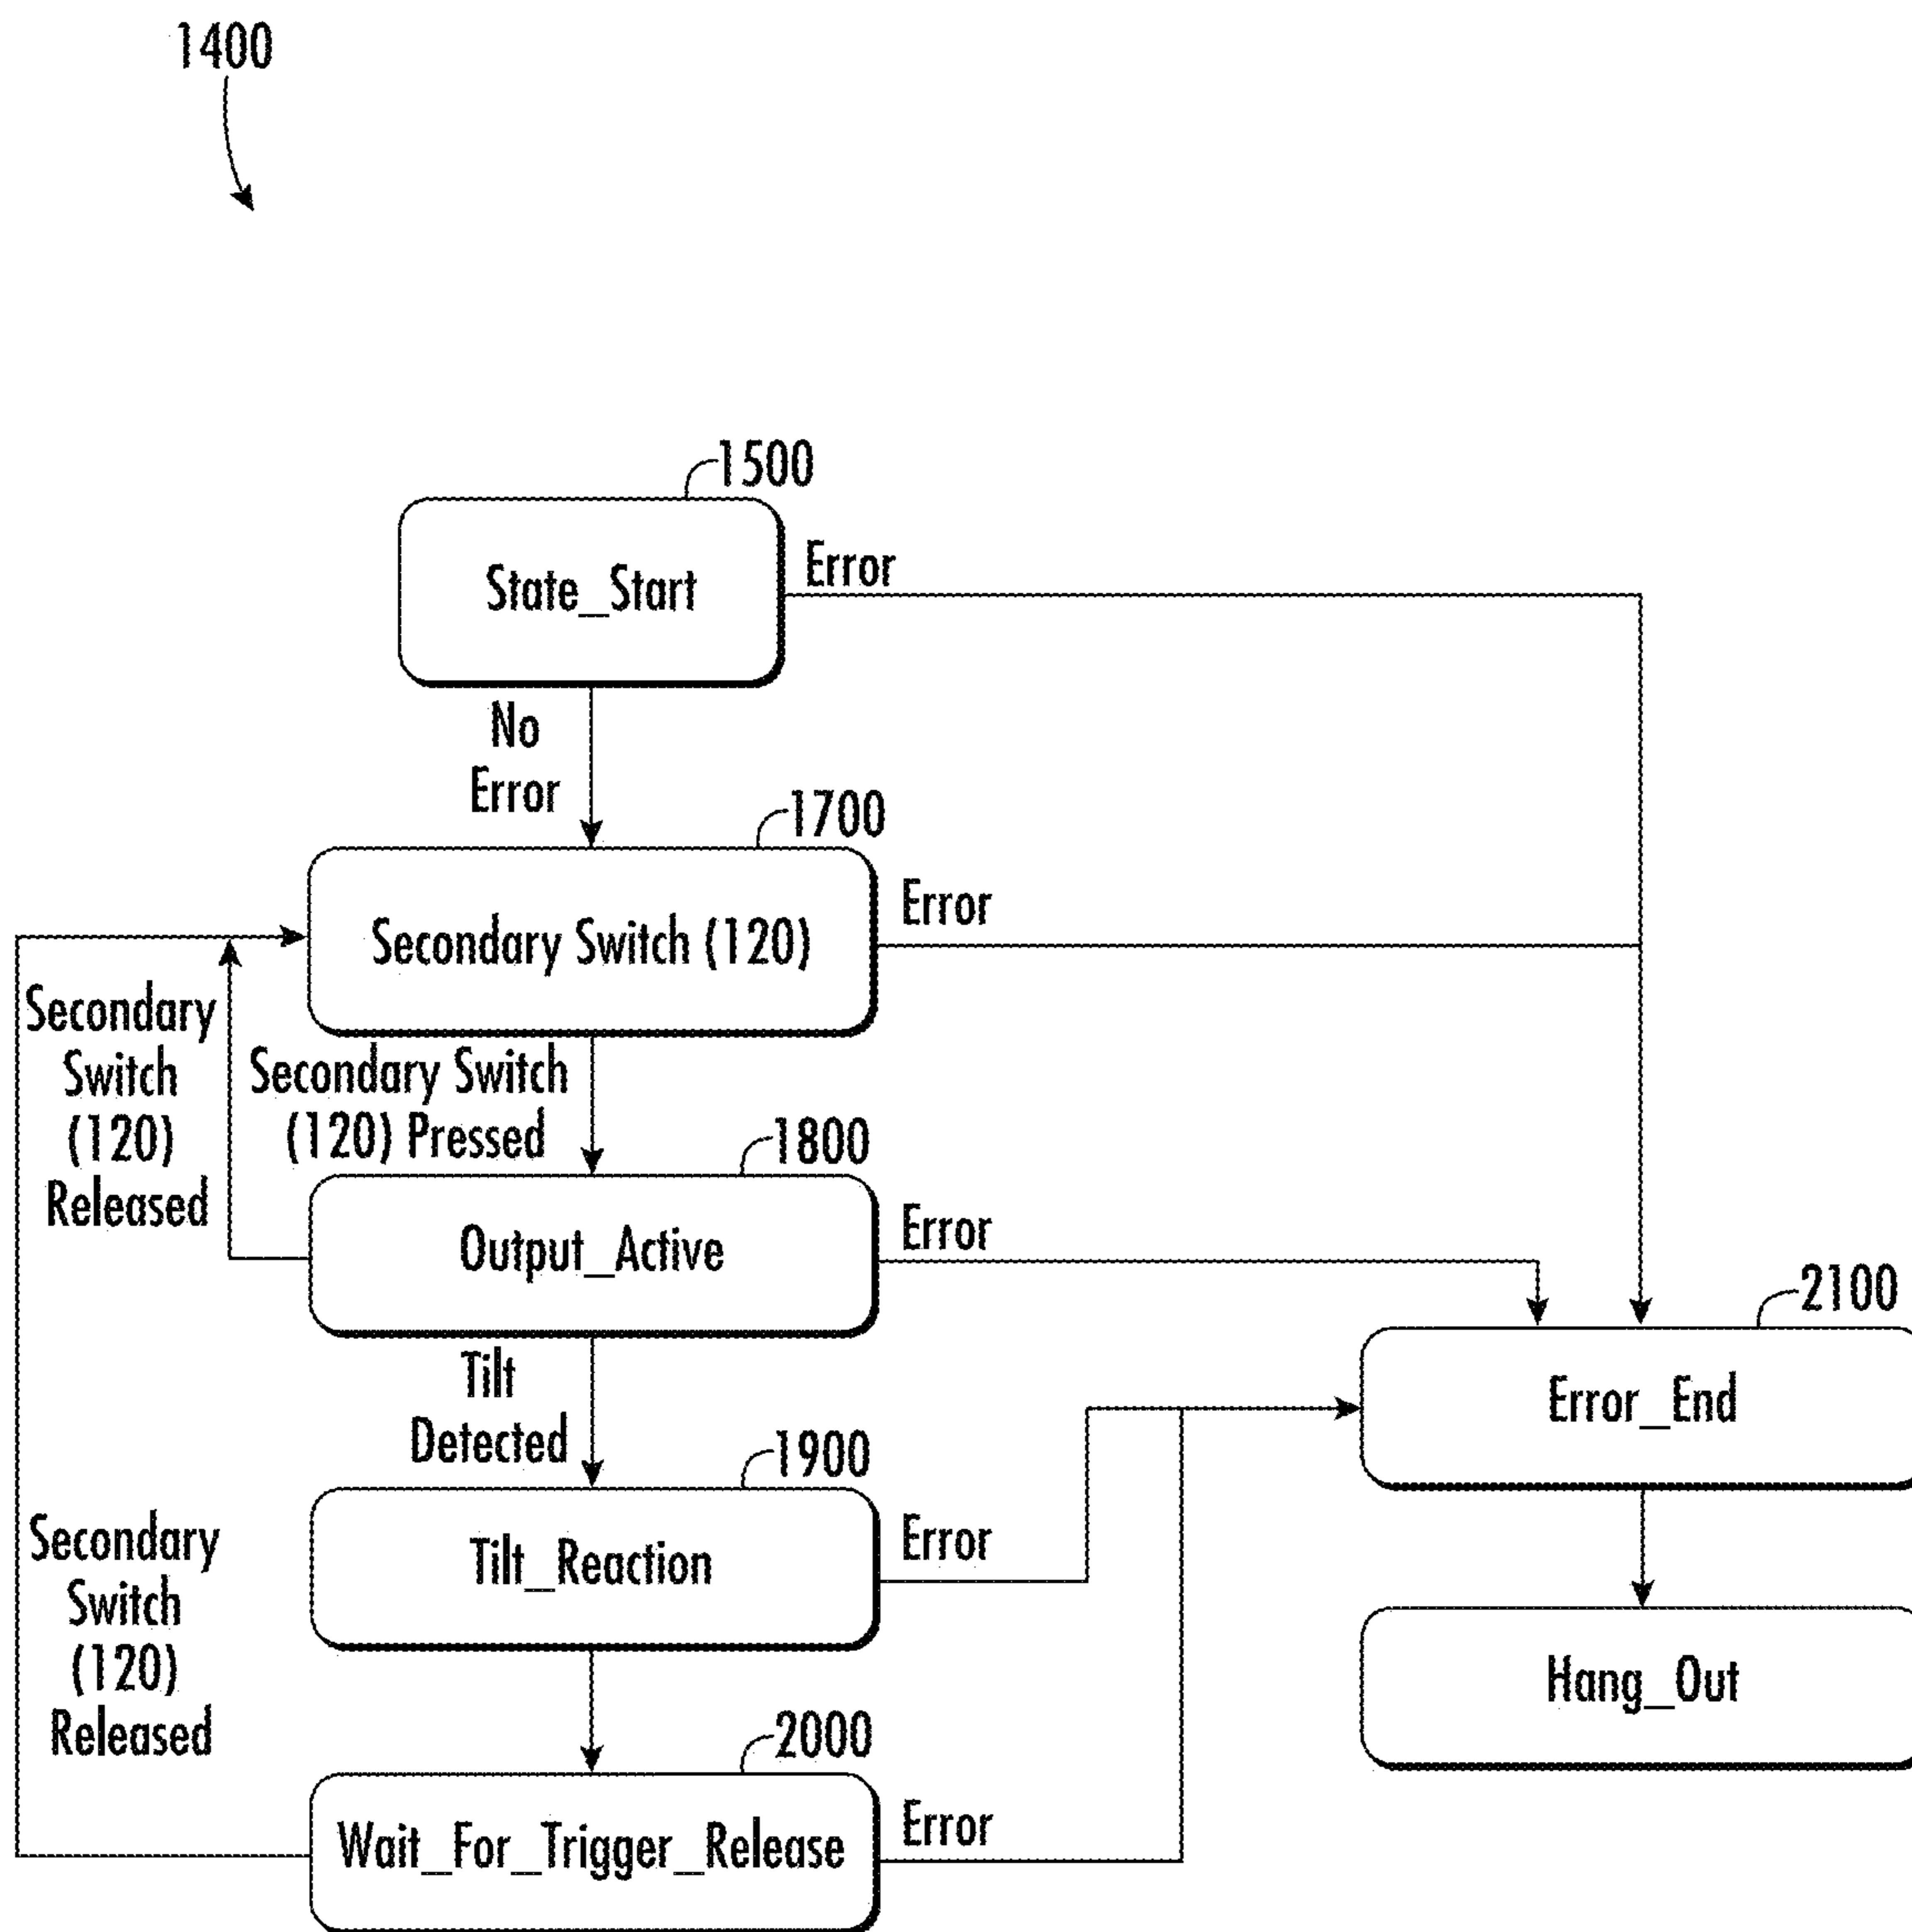 1400
1500
State_Start
Error
No
Error
1700
Secondary Switch (120)
Error
Secondary
Switch
(120)
Released
Secondary Switch
(120) Pressed
1800
Output_Active
Error
2100
Error_End
Tilt
Detected
1900
Tilt_Reaction
Error
Secondary
Switch
(120)
Released
Hang_Out
2000
Wait_For_Trigger_Release
Error